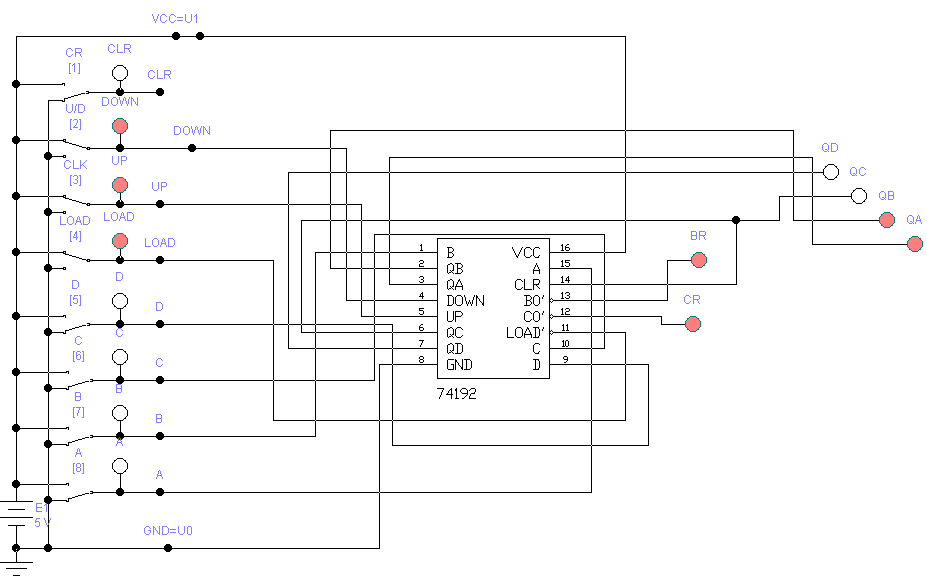 VCC=U1
CR
[1]
CLR
CLR
U/D
[2]
DOWN
DOWN
CLK
[3]
UP
UP
LOAD
[4]
LOAD
LOAD
D
[5]
D
D
C
[6]
C
C
B
[7]
B
B
A
[8]
A
A
E1
5 V
GND=U0
1 B VCC 16
2 QB A 15
3 QA CLR 14
4 DOWN BO' 13
5 UP CO' 12
6 QC LOAD' 11
7 QD C 10
8 GND D 9
74192
QD
QC
QB
QA
BR
CR